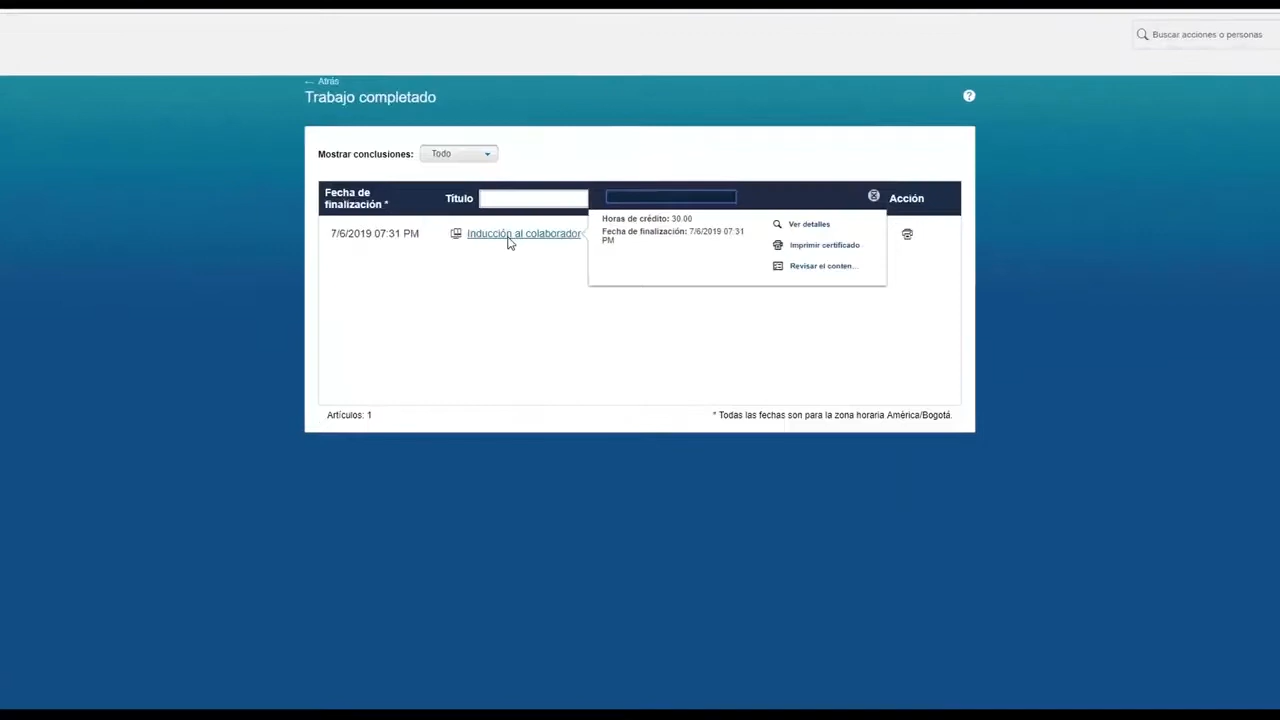 Buscar acciones o personas
← Atrás
Trabajo completado
?
Mostrar conclusiones: Todo
Fecha de finalización * Título Acción
7/6/2019 07:31 PM Inducción al colaborador
Horas de crédito: 30.00
Fecha de finalización: 7/6/2019 07:31
PM
Ver detalles
Imprimir certificado
Revisar el conten...
Artículos: 1
* Todas las fechas son para la zona horaria América/Bogotá.